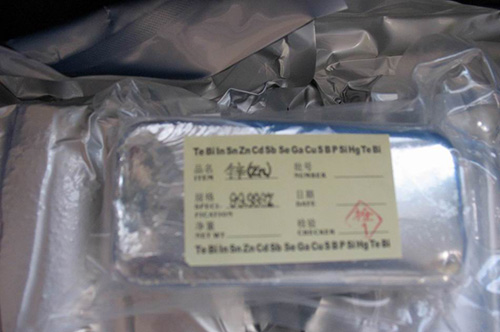 Te Bi In Sn Zn Cd Sb Se Ga Cu S B P Si Hg Te Bi
品名 锌(Zn) 批号
ITEM NUMBER
规格 99.99% 日期
SPECI- DATE
FICATION
净重 检验
NET WT CHECKER
Te Bi In Sn Zn Cd Sb Se Ga Cu S B P Si Hg Te Bi